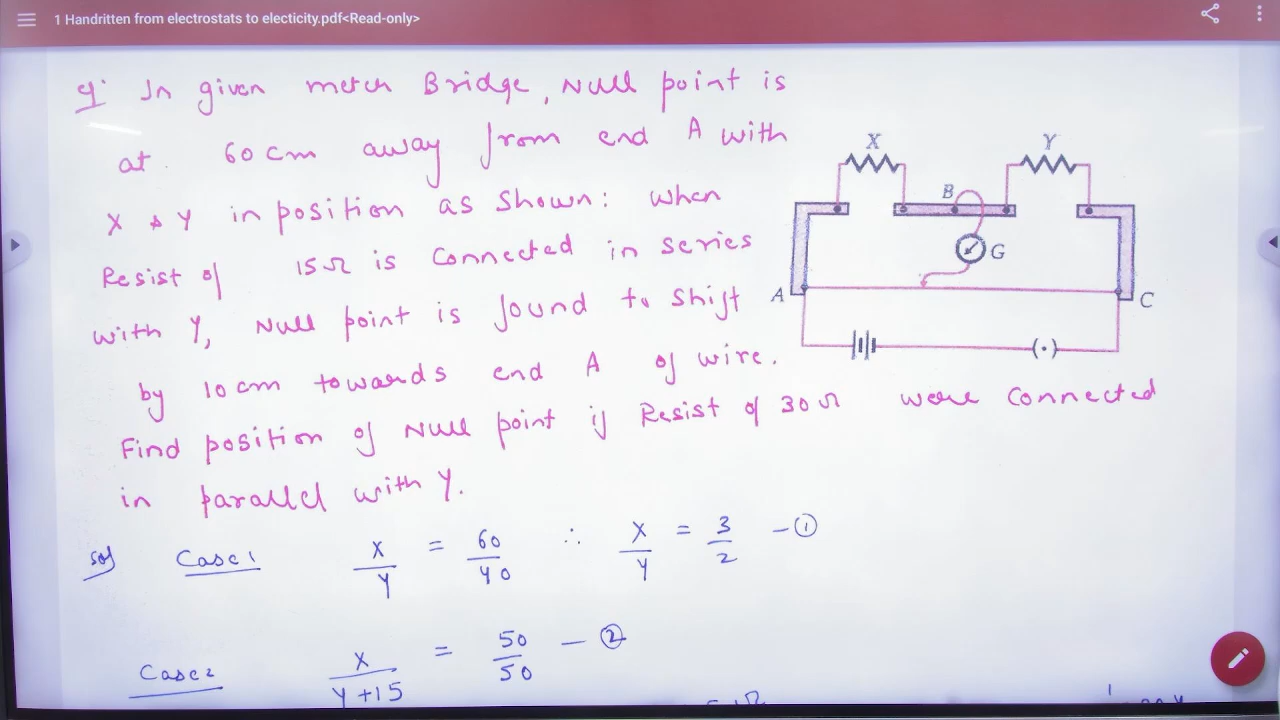 1 Handritten from electrostats to electicity.pdf<Read-only>
Q. In given meter Bridge, Null point is
at 60 cm away from end A with
X & Y in position as shown: when
Resist of 15Ω is connected in series
with Y, Null point is found to shift
by 10 cm towards end A of wire.
Find position of Null point if Resist of 30Ω were connected
in parallel with Y.
X Y
B
G
A C
Sol Case 1 X/Y = 60/40 ∴ X/Y = 3/2 - ①
Case 2 X/Y+15 = 50/50 - ②